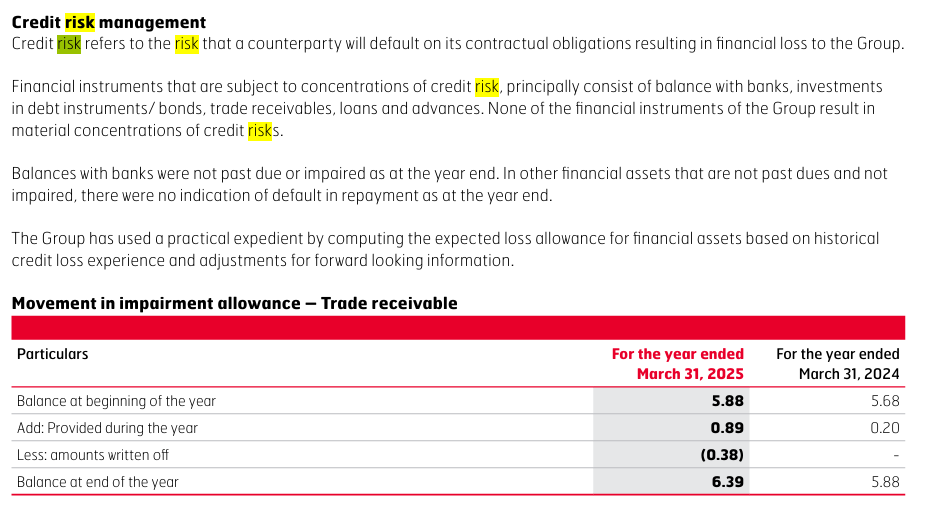 Credit risk management
Credit risk refers to the risk that a counterparty will default on its contractual obligations resulting in financial loss to the Group.
Financial instruments that are subject to concentrations of credit risk, principally consist of balance with banks, investments
in debt instruments/ bonds, trade receivables, loans and advances. None of the financial instruments of the Group result in
material concentrations of credit risks.
Balances with banks were not past due or impaired as at the year end. In other financial assets that are not past dues and not
impaired, there were no indication of default in repayment as at the year end.
The Group has used a practical expedient by computing the expected loss allowance for financial assets based on historical
credit loss experience and adjustments for forward looking information.
Movement in impairment allowance – Trade receivable
Particulars For the year ended March 31, 2025 For the year ended March 31, 2024
Balance at beginning of the year 5.88 5.68
Add: Provided during the year 0.89 0.20
Less: amounts written off (0.38) -
Balance at end of the year 6.39 5.88